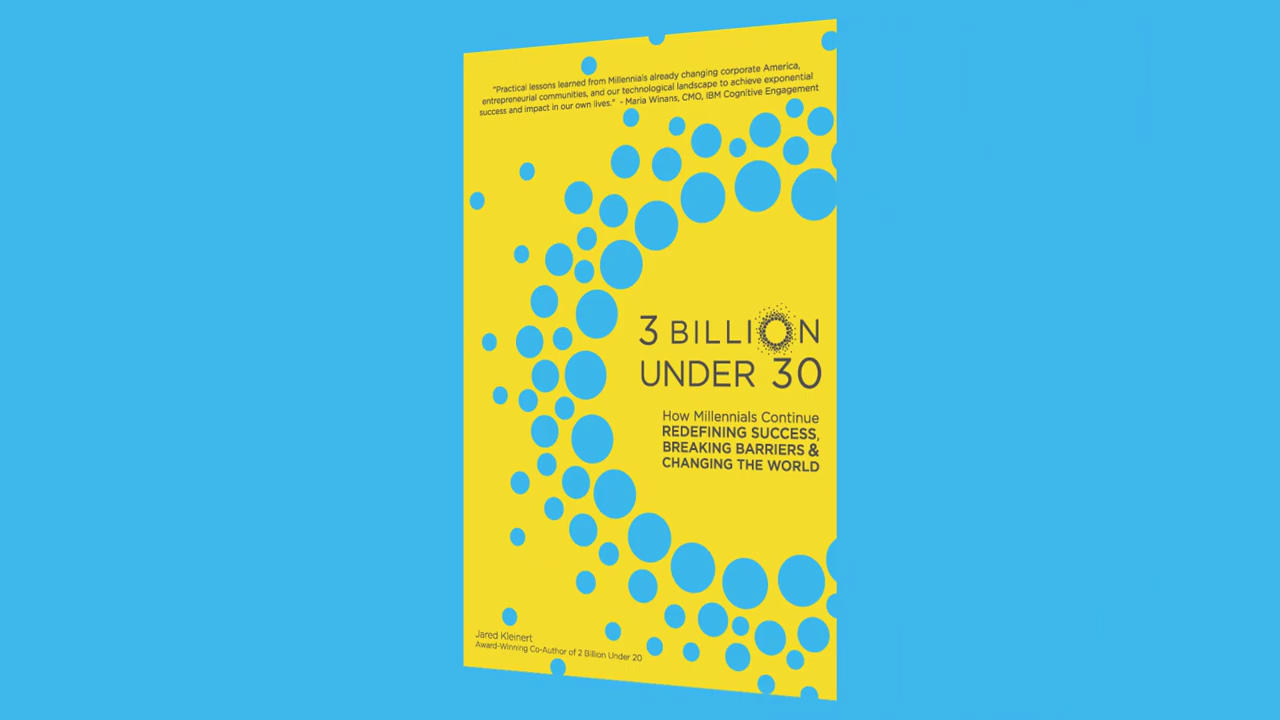 "Practical lessons learned from Millennials already changing corporate America,
entrepreneurial communities, and our technological landscape to achieve exponential
success and impact in our own lives." - Maria Winans, CMO, IBM Cognitive Engagement
3 BILLION
UNDER 30
How Millennials Continue
REDEFINING SUCCESS,
BREAKING BARRIERS &
CHANGING THE WORLD
Jared Kleinert
Award-Winning Co-Author of 2 Billion Under 20